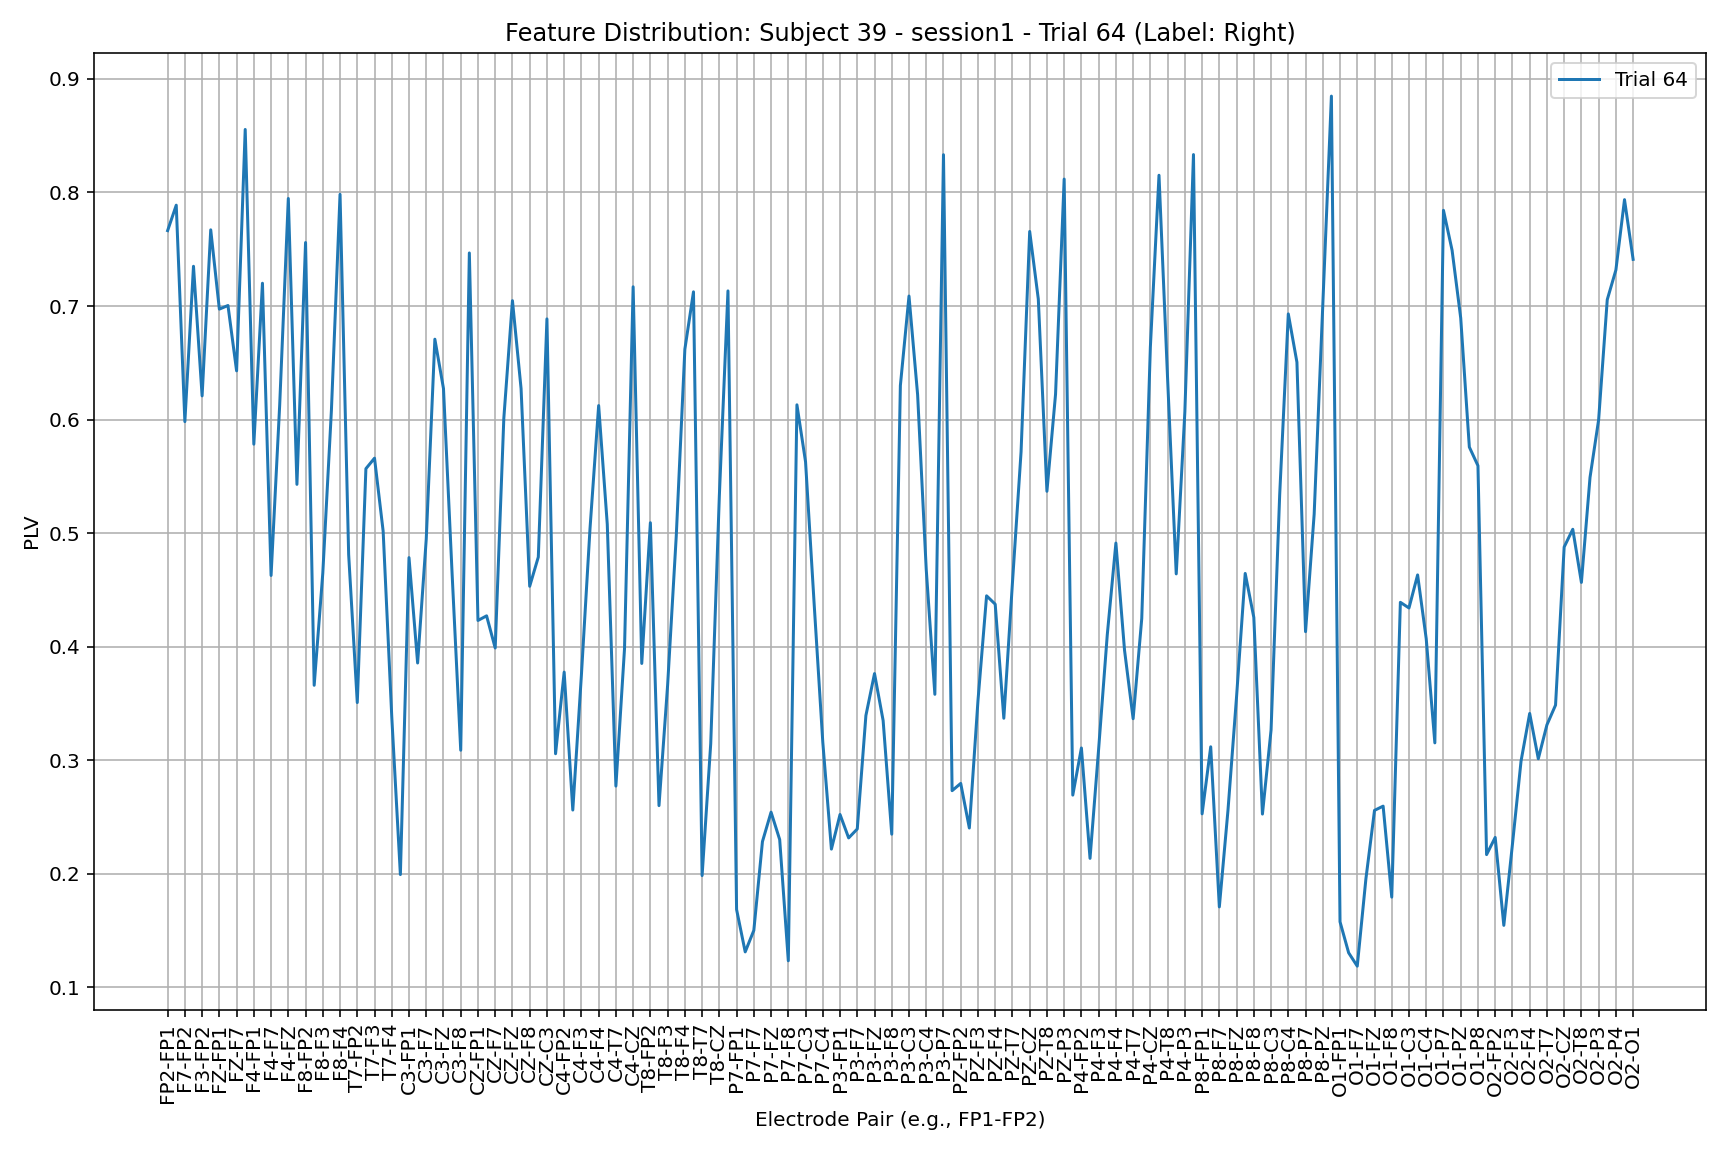 Feature Distribution: Subject 39 - session1 - Trial 64 (Label: Right)
Trial 64
PLV
0.9
0.8
0.7
0.6
0.5
0.4
0.3
0.2
0.1
FP2-FP1
F7-FP2
F3-FP2
FZ-FP1
FZ-F7
F4-FP1
F4-F7
F4-FZ
F8-FP2
F8-F3
F8-F4
T7-FP2
T7-F3
T7-F4
C3-FP1
C3-F7
C3-FZ
C3-F8
CZ-FP1
CZ-F7
CZ-FZ
CZ-F8
CZ-C3
C4-FP2
C4-F3
C4-F4
C4-T7
C4-CZ
T8-FP2
T8-F3
T8-F4
T8-T7
T8-CZ
P7-FP1
P7-F7
P7-FZ
P7-F8
P7-C3
P7-C4
P3-FP1
P3-F7
P3-FZ
P3-F8
P3-C3
P3-C4
P3-P7
PZ-FP2
PZ-F3
PZ-F4
PZ-T7
PZ-CZ
PZ-T8
PZ-P3
P4-FP2
P4-F3
P4-F4
P4-T7
P4-CZ
P4-T8
P4-P3
P8-FP1
P8-F7
P8-FZ
P8-F8
P8-C3
P8-C4
P8-P7
P8-PZ
O1-FP1
O1-F7
O1-FZ
O1-F8
O1-C3
O1-C4
O1-P7
O1-PZ
O1-P8
O2-FP2
O2-F3
O2-F4
O2-T7
O2-CZ
O2-T8
O2-P3
O2-P4
O2-O1
Electrode Pair (e.g., FP1-FP2)